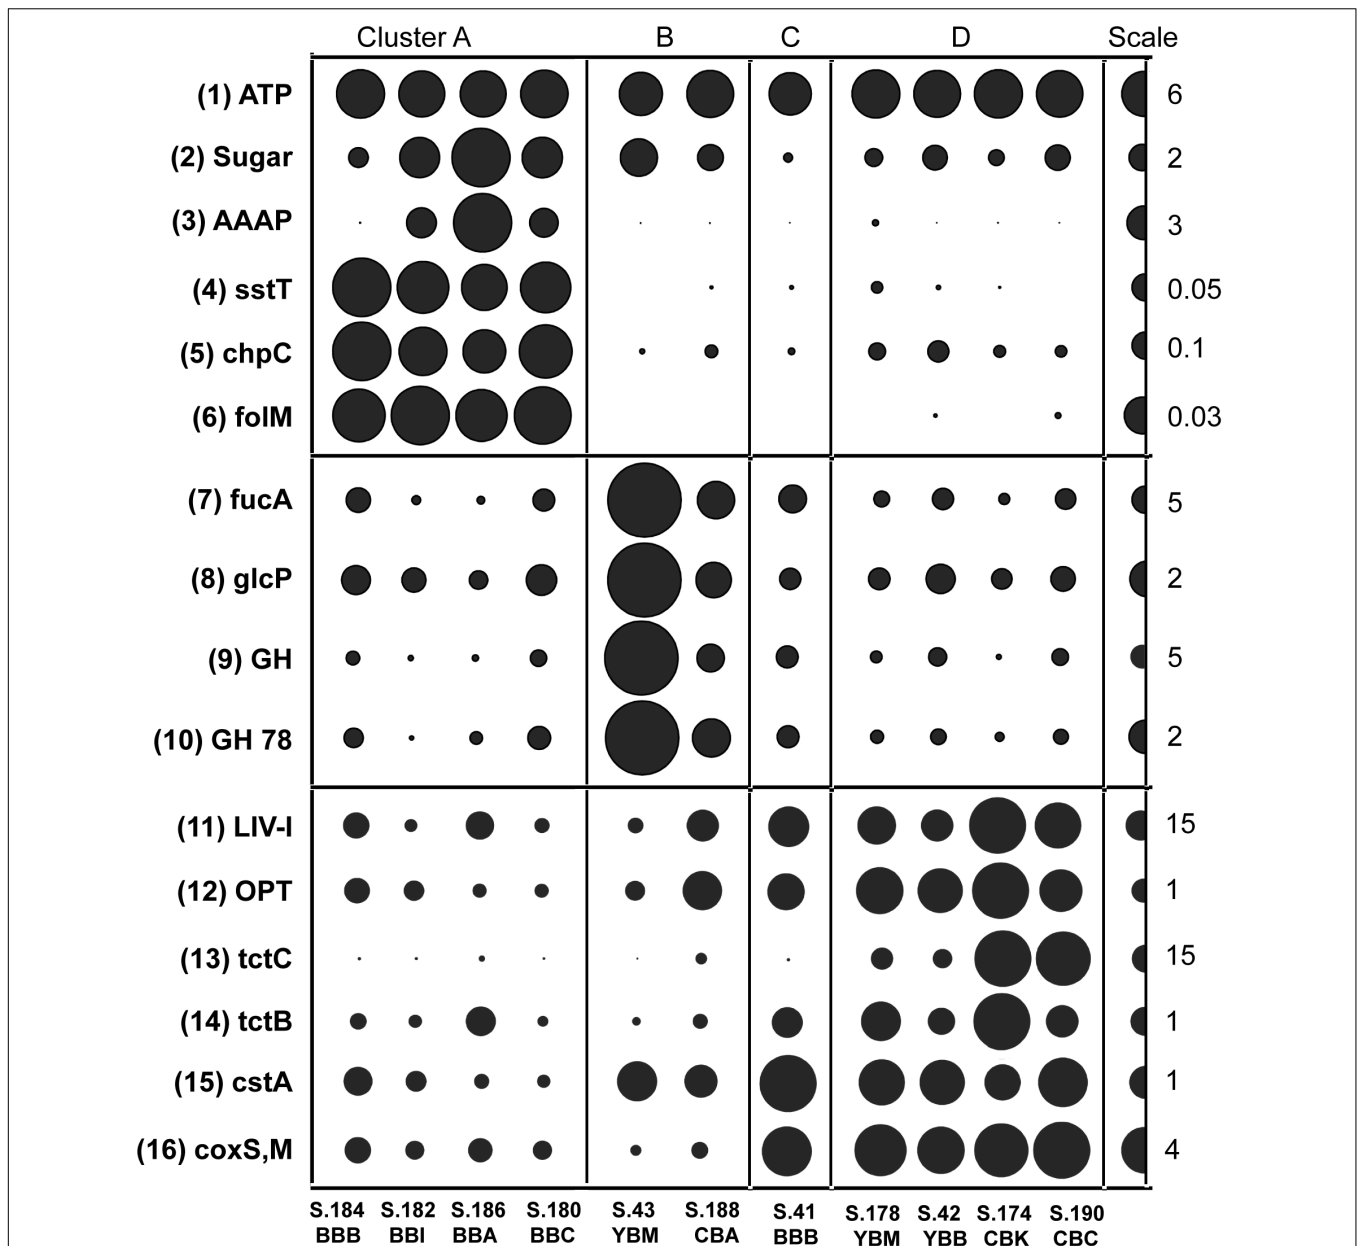 Cluster A B C D Scale
(1) ATP 6
(2) Sugar 2
(3) AAAP 3
(4) sstT 0.05
(5) chpC 0.1
(6) folM 0.03
(7) fucA 5
(8) glcP 2
(9) GH 5
(10) GH 78 2
(11) LIV-I 15
(12) OPT 1
(13) tctC 15
(14) tctB 1
(15) cstA 1
(16) coxS,M 4
S.184 S.182 S.186 S.180 S.43 S.188 S.41 S.178 S.42 S.174 S.190
BBB BBI BBA BBC YBM CBA BBB YBM YBB CBK CBC